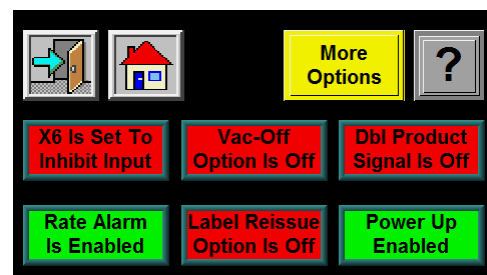 More
Options
?
X6 Is Set To
Inhibit Input
Vac-Off
Option Is Off
Dbl Product
Signal Is Off
Rate Alarm
Is Enabled
Label Reissue
Option Is Off
Power Up
Enabled